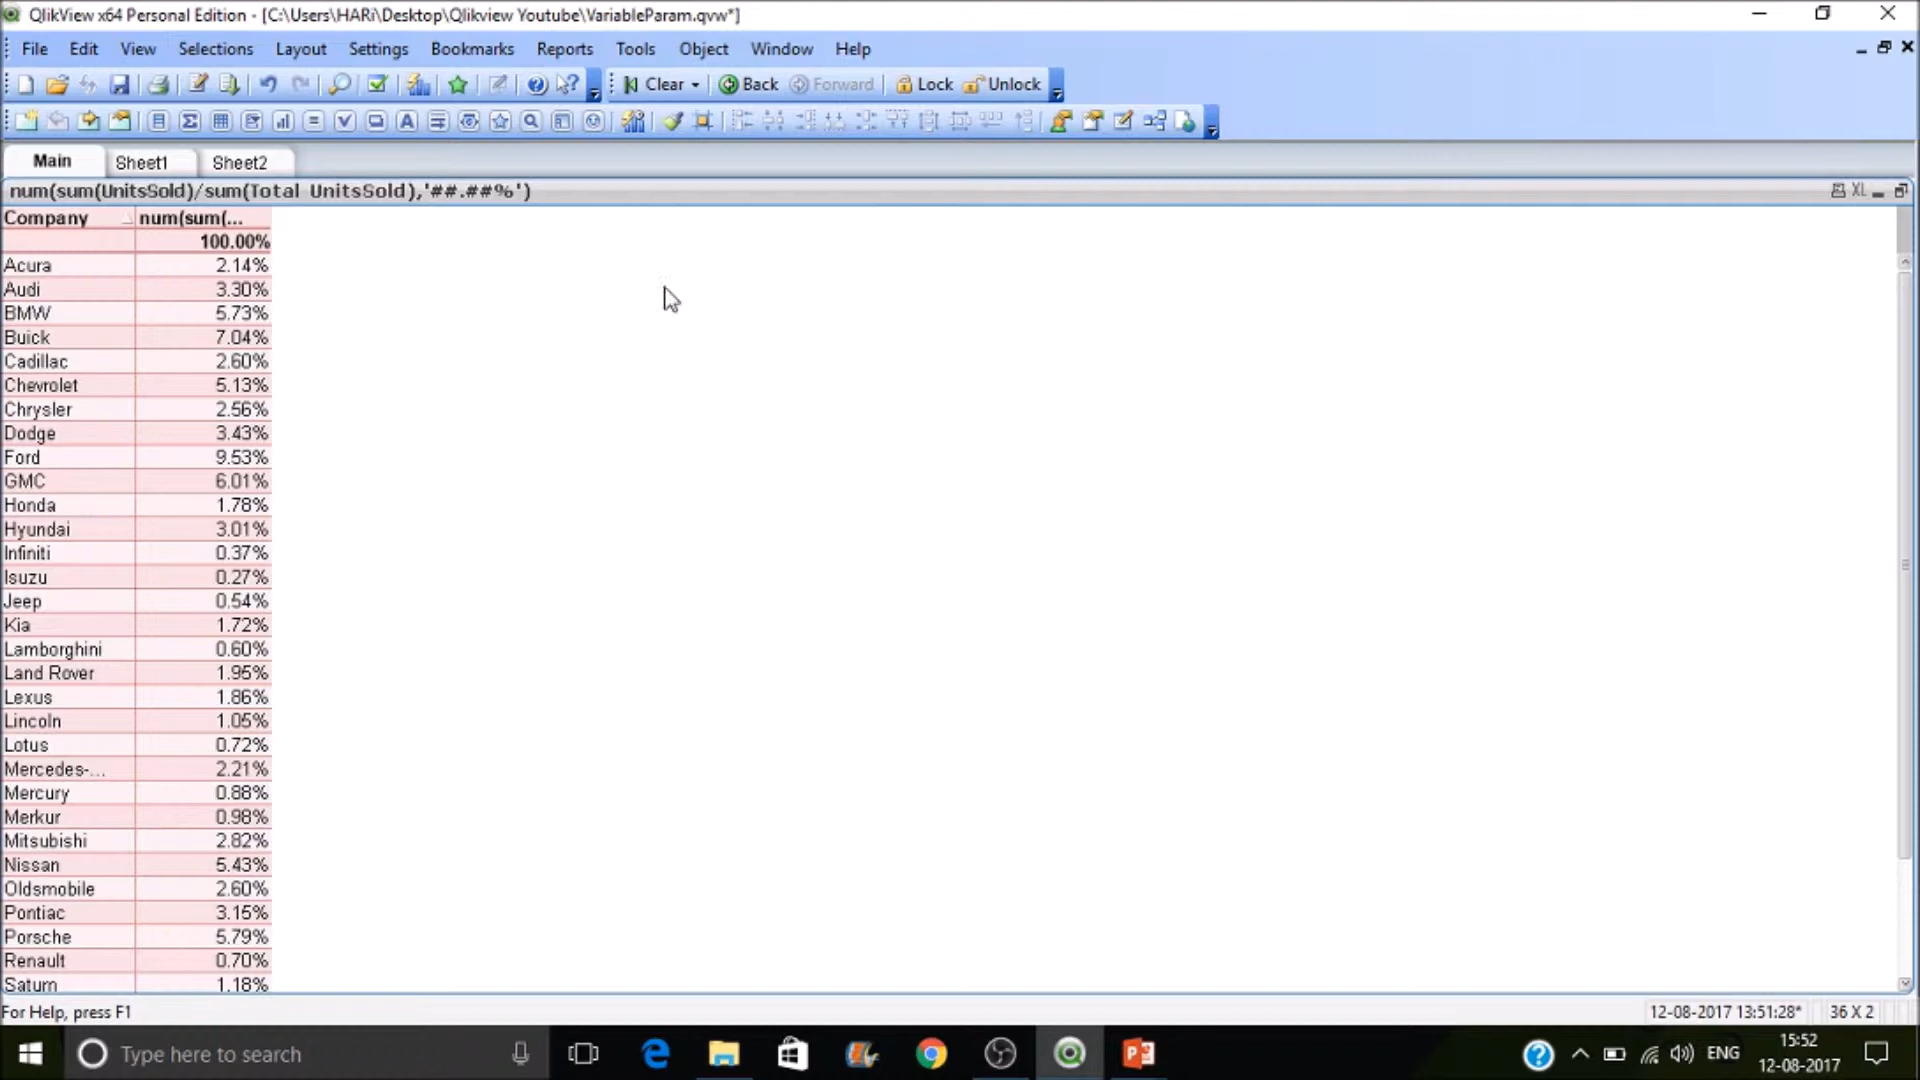 QlikView x64 Personal Edition - [C:\Users\HARi\Desktop\Qlikview Youtube\VariableParam.qvw*]
File Edit View Selections Layout Settings Bookmarks Reports Tools Object Window Help
Clear Back Forward Lock Unlock
Main Sheet1 Sheet2
num(sum(UnitsSold)/sum(Total UnitsSold),'##.##%') XL
Company num(sum(...
100.00%
Acura 2.14%
Audi 3.30%
BMW 5.73%
Buick 7.04%
Cadillac 2.60%
Chevrolet 5.13%
Chrysler 2.56%
Dodge 3.43%
Ford 9.53%
GMC 6.01%
Honda 1.78%
Hyundai 3.01%
Infiniti 0.37%
Isuzu 0.27%
Jeep 0.54%
Kia 1.72%
Lamborghini 0.60%
Land Rover 1.95%
Lexus 1.86%
Lincoln 1.05%
Lotus 0.72%
Mercedes-... 2.21%
Mercury 0.88%
Merkur 0.98%
Mitsubishi 2.82%
Nissan 5.43%
Oldsmobile 2.60%
Pontiac 3.15%
Porsche 5.79%
Renault 0.70%
Saturn 1.18%
For Help, press F1 12-08-2017 13:51:28* 36 X 2
Type here to search ENG 15:52
12-08-2017